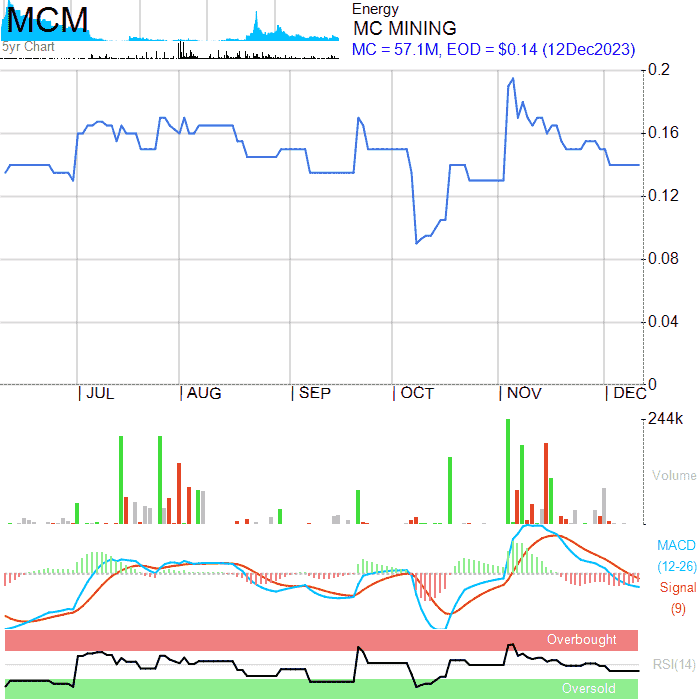 MCM
5yr Chart
Energy
MC MINING
MC = 57.1M, EOD = $0.14 (12Dec2023)
0.2
0.16
0.12
0.08
0.04
0
| JUL | AUG | SEP | OCT | NOV | DEC
244k
Volume
MACD
(12-26)
Signal
(9)
Overbought
RSI(14)
Oversold